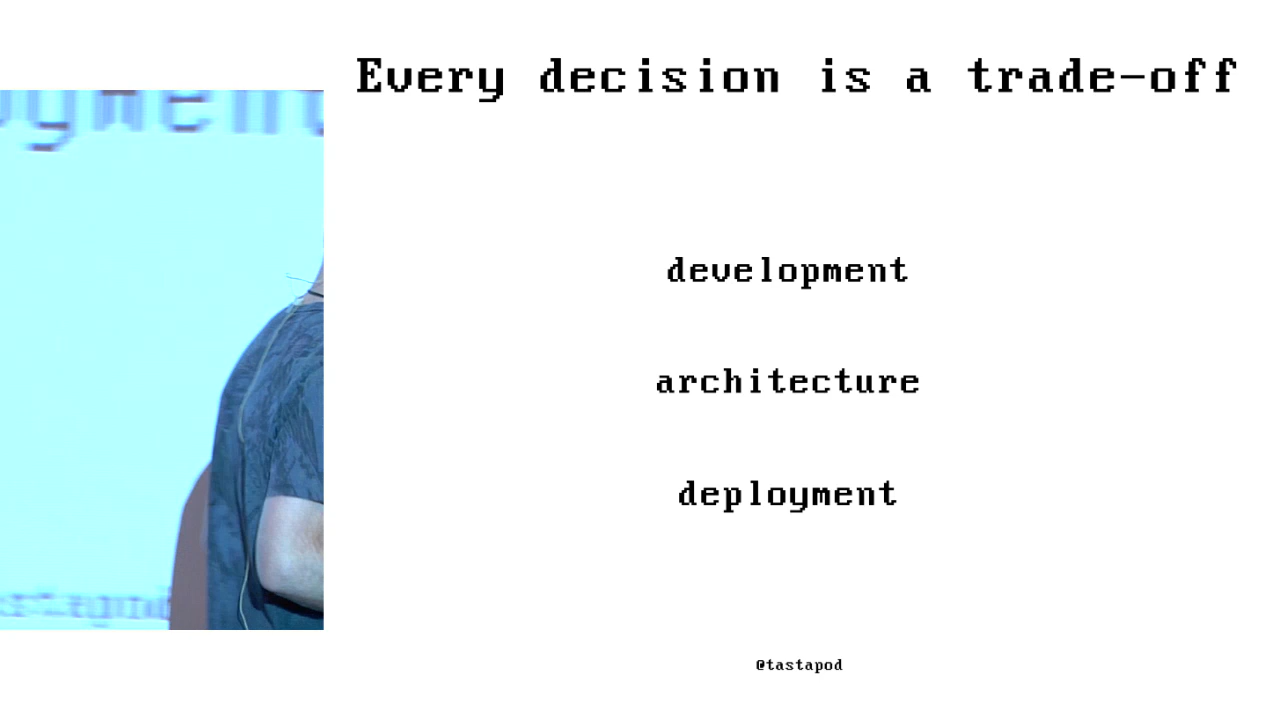 Every decision is a trade-off
development
architecture
deployment
@tastapod